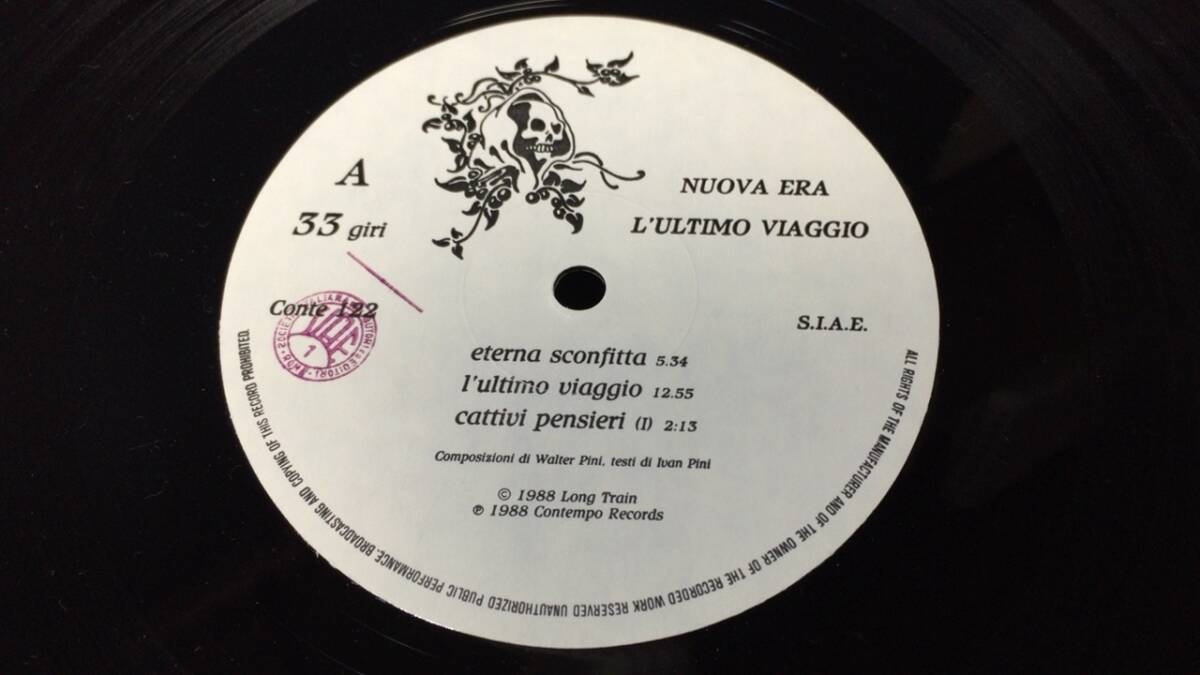 A
33 giri
NUOVA ERA
L'ULTIMO VIAGGIO
Conte 122
S.I.A.E.
eterna sconfitta 5.34
l'ultimo viaggio 12.55
cattivi pensieri (I) 2:13
Composizioni di Walter Pini, testi di Ivan Pini
© 1988 Long Train
℗ 1988 Contempo Records
ALL RIGHTS OF THE MANUFACTURER AND OF THE OWNER OF THE RECORDED WORK RESERVED UNAUTHORIZED PUBLIC PERFORMANCE, BROADCASTING AND COPYING OF THIS RECORD PROHIBITED.
1